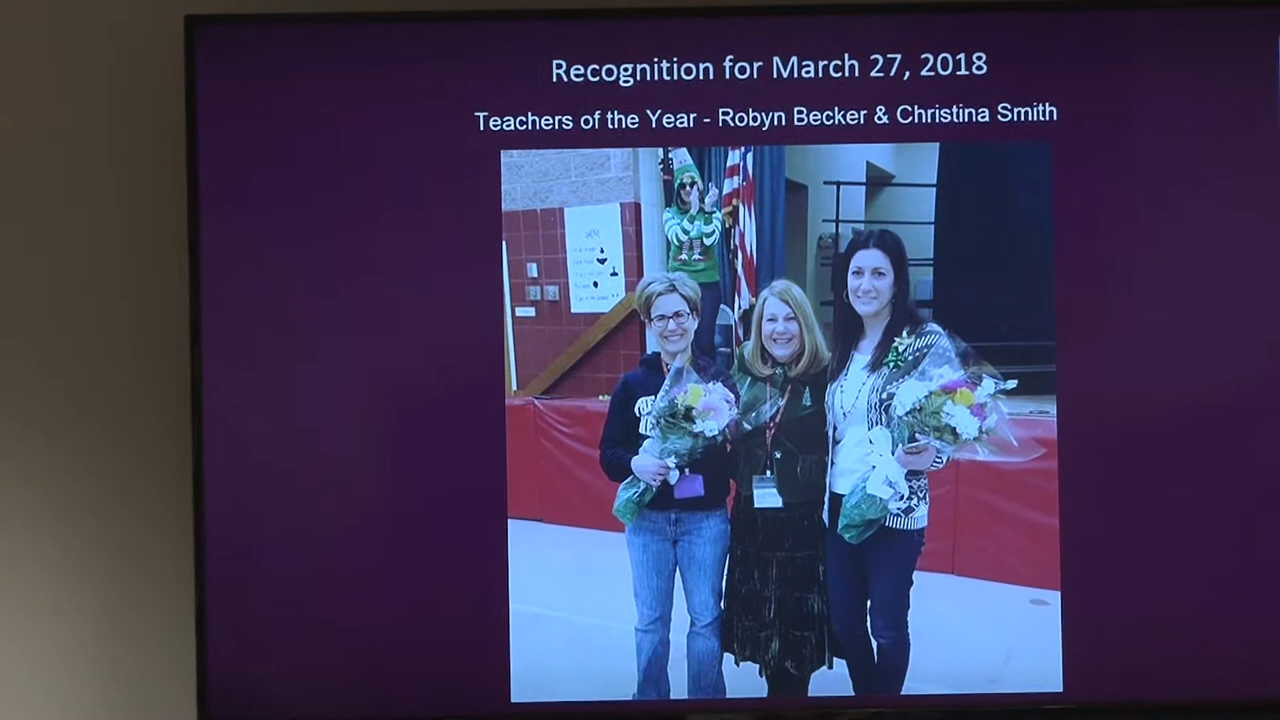 Recognition for March 27, 2018
Teachers of the Year - Robyn Becker & Christina Smith